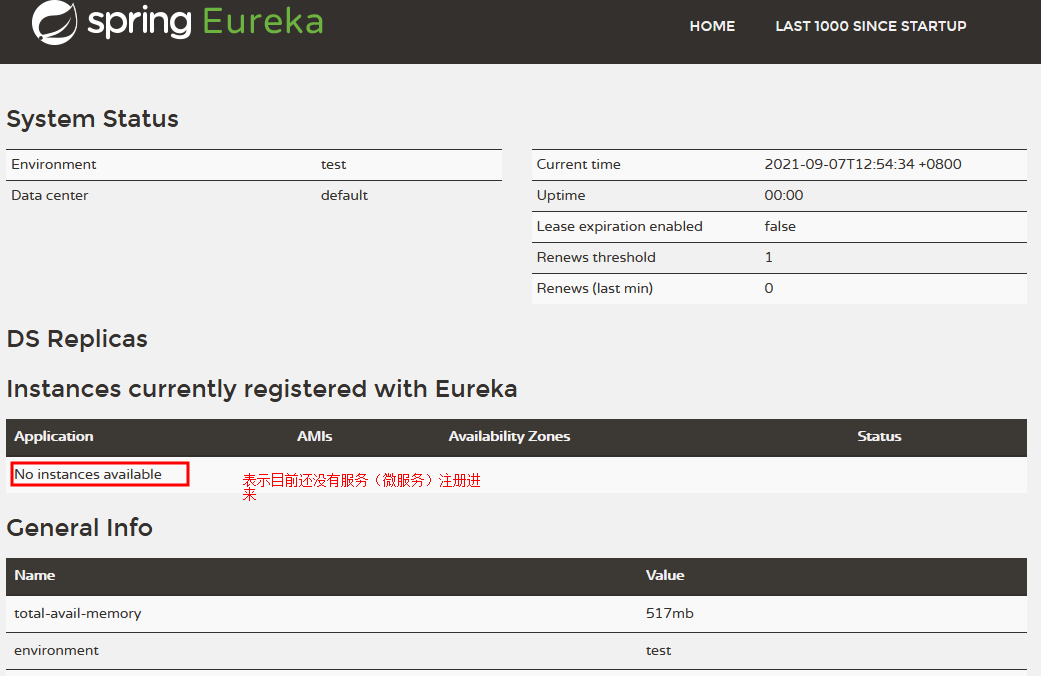 spring Eureka HOME LAST 1000 SINCE STARTUP
System Status
Environment test
Data center default
Current time 2021-09-07T12:54:34 +0800
Uptime 00:00
Lease expiration enabled false
Renews threshold 1
Renews (last min) 0
DS Replicas
Instances currently registered with Eureka
Application AMIs Availability Zones Status
No instances available
表示目前还没有服务（微服务）注册进
来
General Info
Name Value
total-avail-memory 517mb
environment test